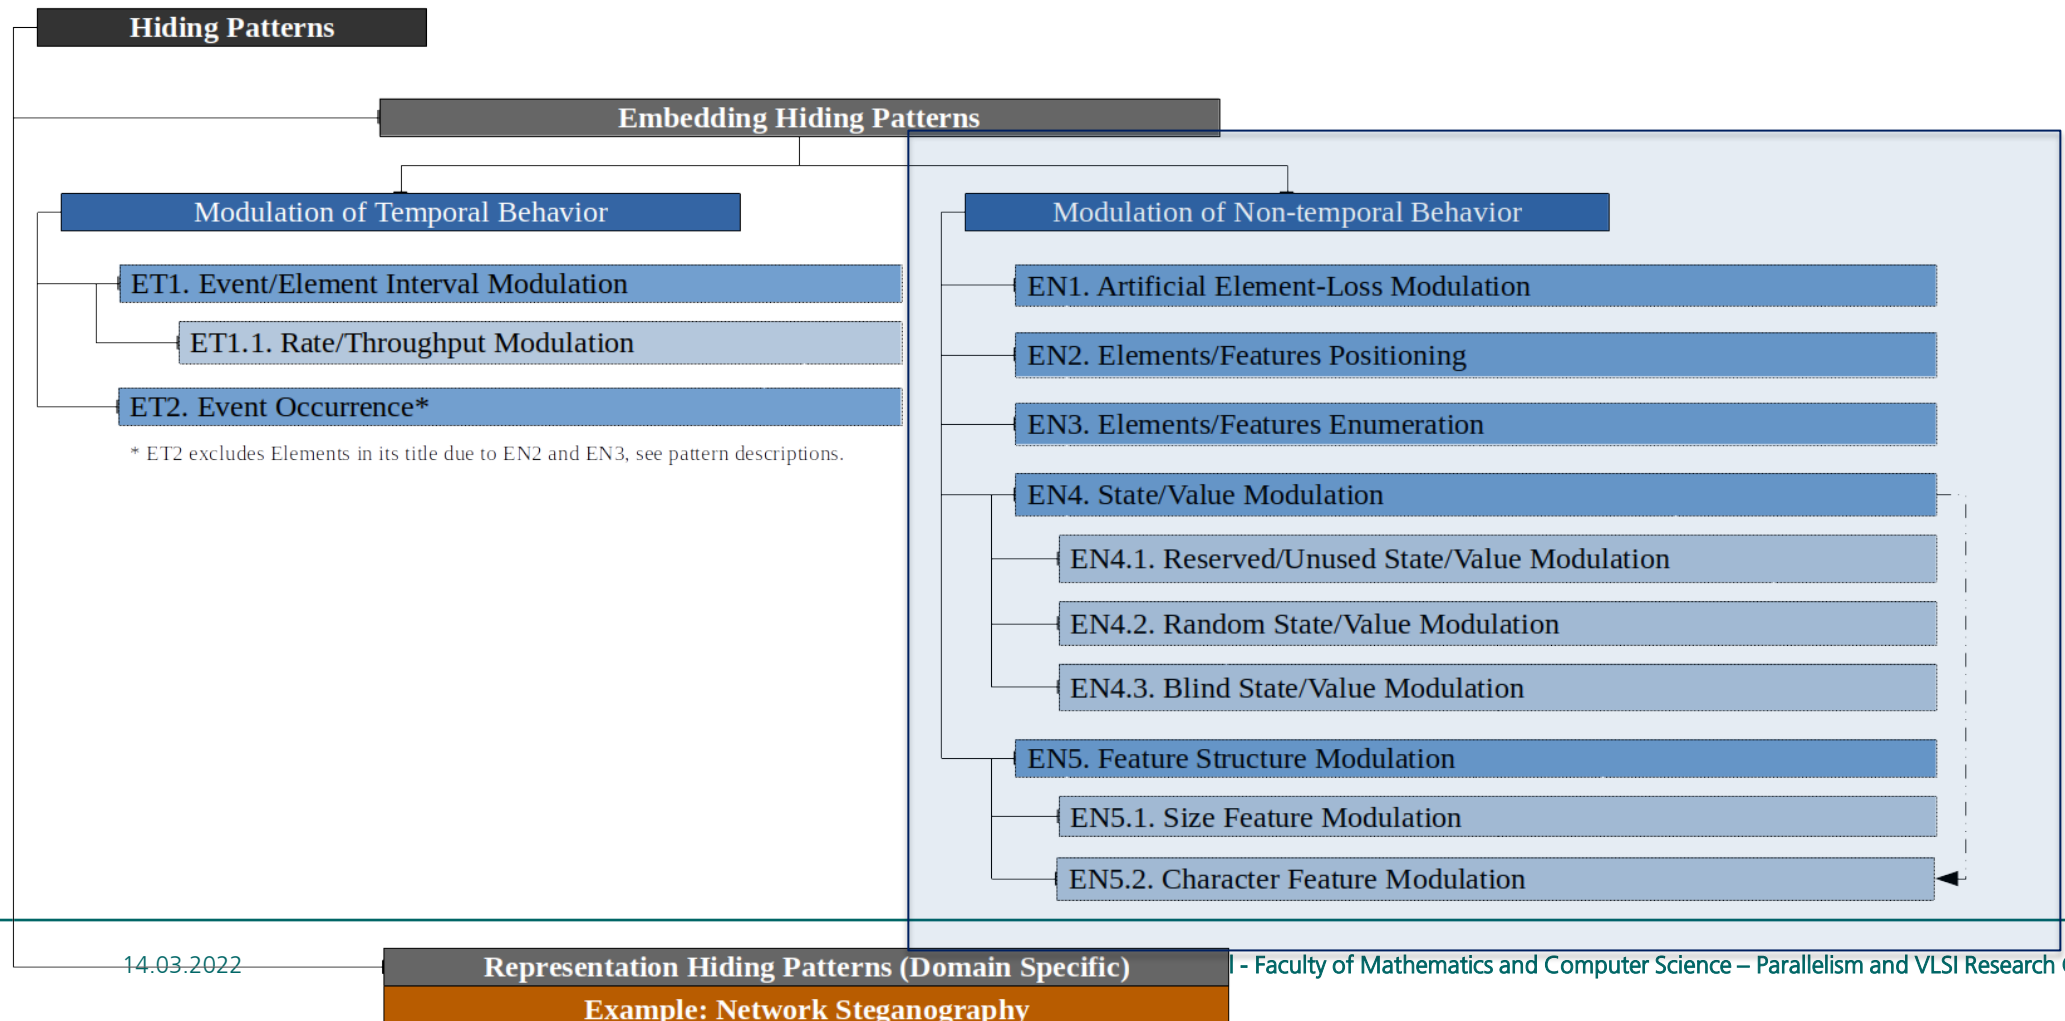 Hiding Patterns
Embedding Hiding Patterns
Modulation of Temporal Behavior
ET1. Event/Element Interval Modulation
ET1.1. Rate/Throughput Modulation
ET2. Event Occurrence*
* ET2 excludes Elements in its title due to EN2 and EN3, see pattern descriptions.
Modulation of Non-temporal Behavior
EN1. Artificial Element-Loss Modulation
EN2. Elements/Features Positioning
EN3. Elements/Features Enumeration
EN4. State/Value Modulation
EN4.1. Reserved/Unused State/Value Modulation
EN4.2. Random State/Value Modulation
EN4.3. Blind State/Value Modulation
EN5. Feature Structure Modulation
EN5.1. Size Feature Modulation
EN5.2. Character Feature Modulation
14.03.2022
Representation Hiding Patterns (Domain Specific)
- Faculty of Mathematics and Computer Science – Parallelism and VLSI Research
Example: Network Steganography